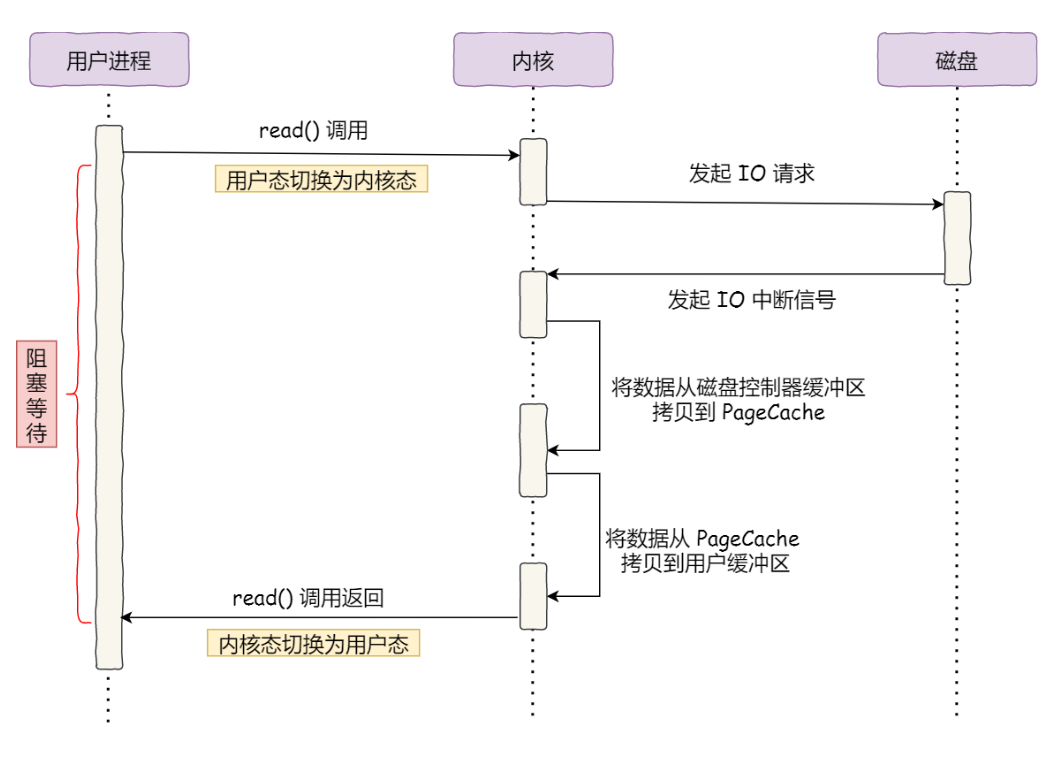 用户进程
内核
磁盘
read() 调用
用户态切换为内核态
发起 IO 请求
发起 IO 中断信号
阻塞等待
将数据从磁盘控制器缓冲区
拷贝到 PageCache
将数据从 PageCache
拷贝到用户缓冲区
read() 调用返回
内核态切换为用户态